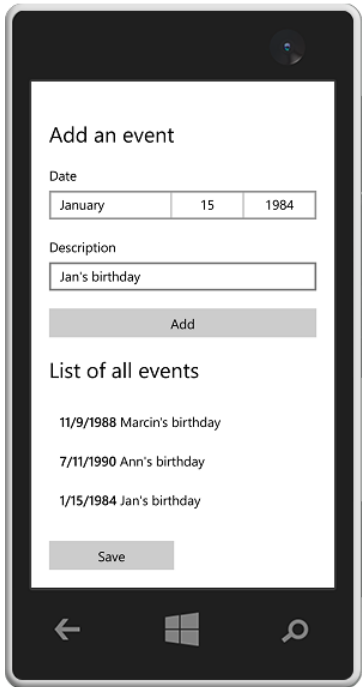 Add an event
Date
January 15 1984
Description
Jan's birthday
Add
List of all events
11/9/1988 Marcin's birthday
7/11/1990 Ann's birthday
1/15/1984 Jan's birthday
Save